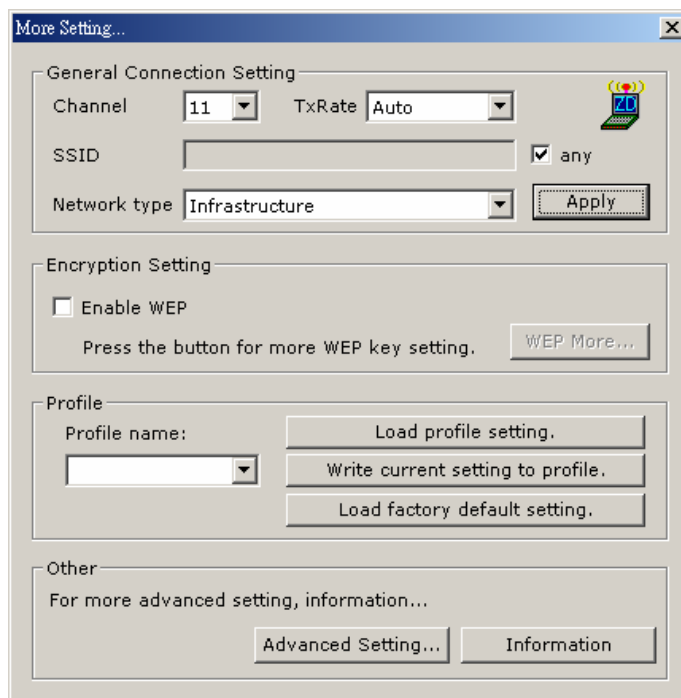 More Setting...
General Connection Setting
Channel 11 TxRate Auto
ZD
SSID any
Network type Infrastructure Apply
Encryption Setting
Enable WEP
Press the button for more WEP key setting. WEP More...
Profile
Profile name: Load profile setting.
Write current setting to profile.
Load factory default setting.
Other
For more advanced setting, information...
Advanced Setting... Information